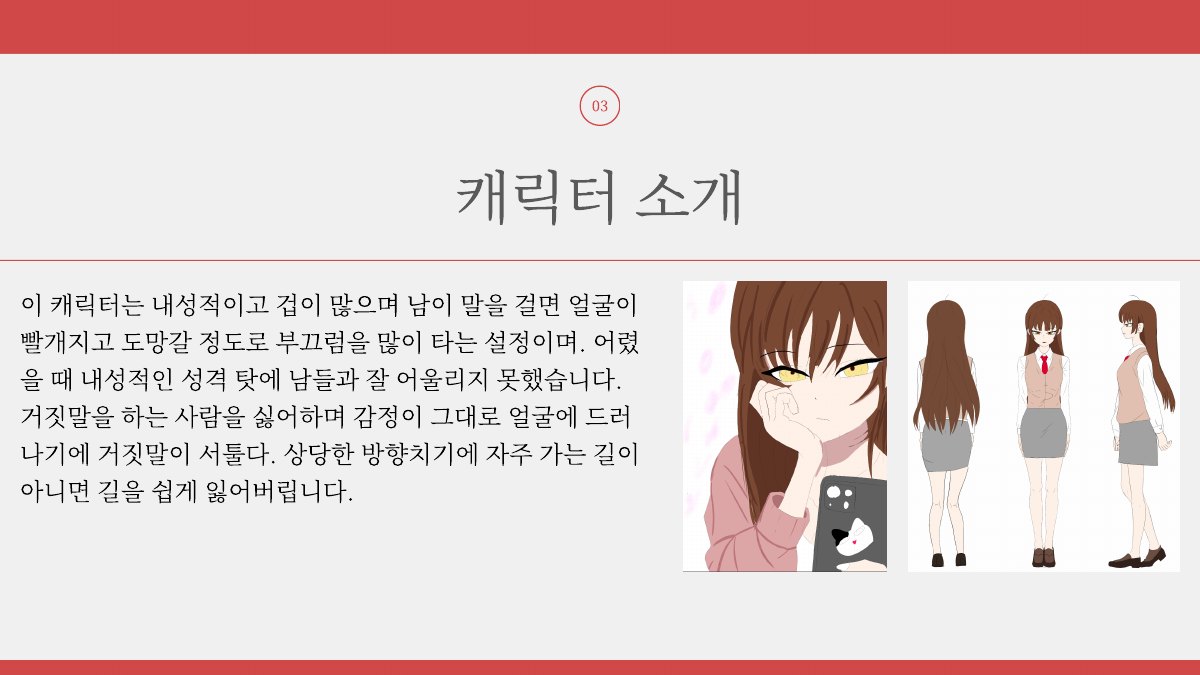 03
캐릭터 소개
이 캐릭터는 내성적이고 겁이 많으며 남이 말을 걸면 얼굴이
빨개지고 도망갈 정도로 부끄럼을 많이 타는 설정이며. 어렸
을 때 내성적인 성격 탓에 남들과 잘 어울리지 못했습니다.
거짓말을 하는 사람을 싫어하며 감정이 그대로 얼굴에 드러
나기에 거짓말이 서툴다. 상당한 방향치기에 자주 가는 길이
아니면 길을 쉽게 잃어버립니다.